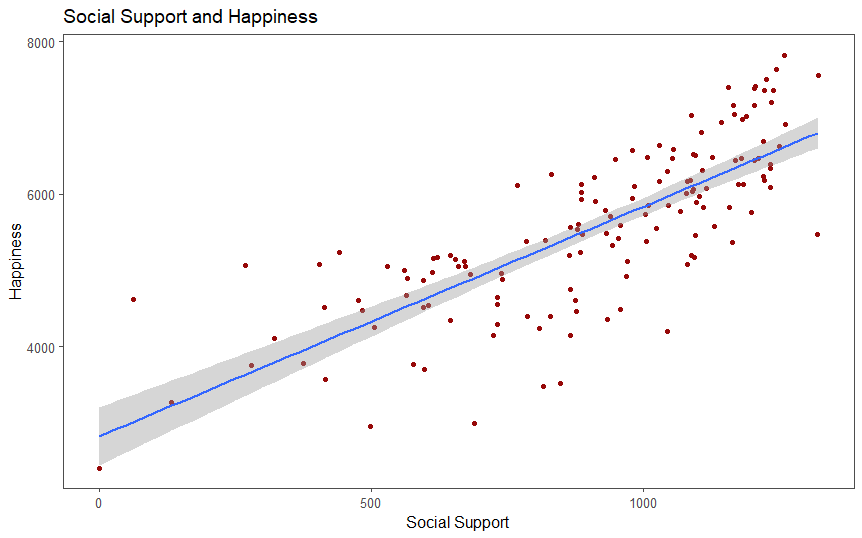 Social Support and Happiness
8000
6000
4000
Happiness
0 500 1000
Social Support